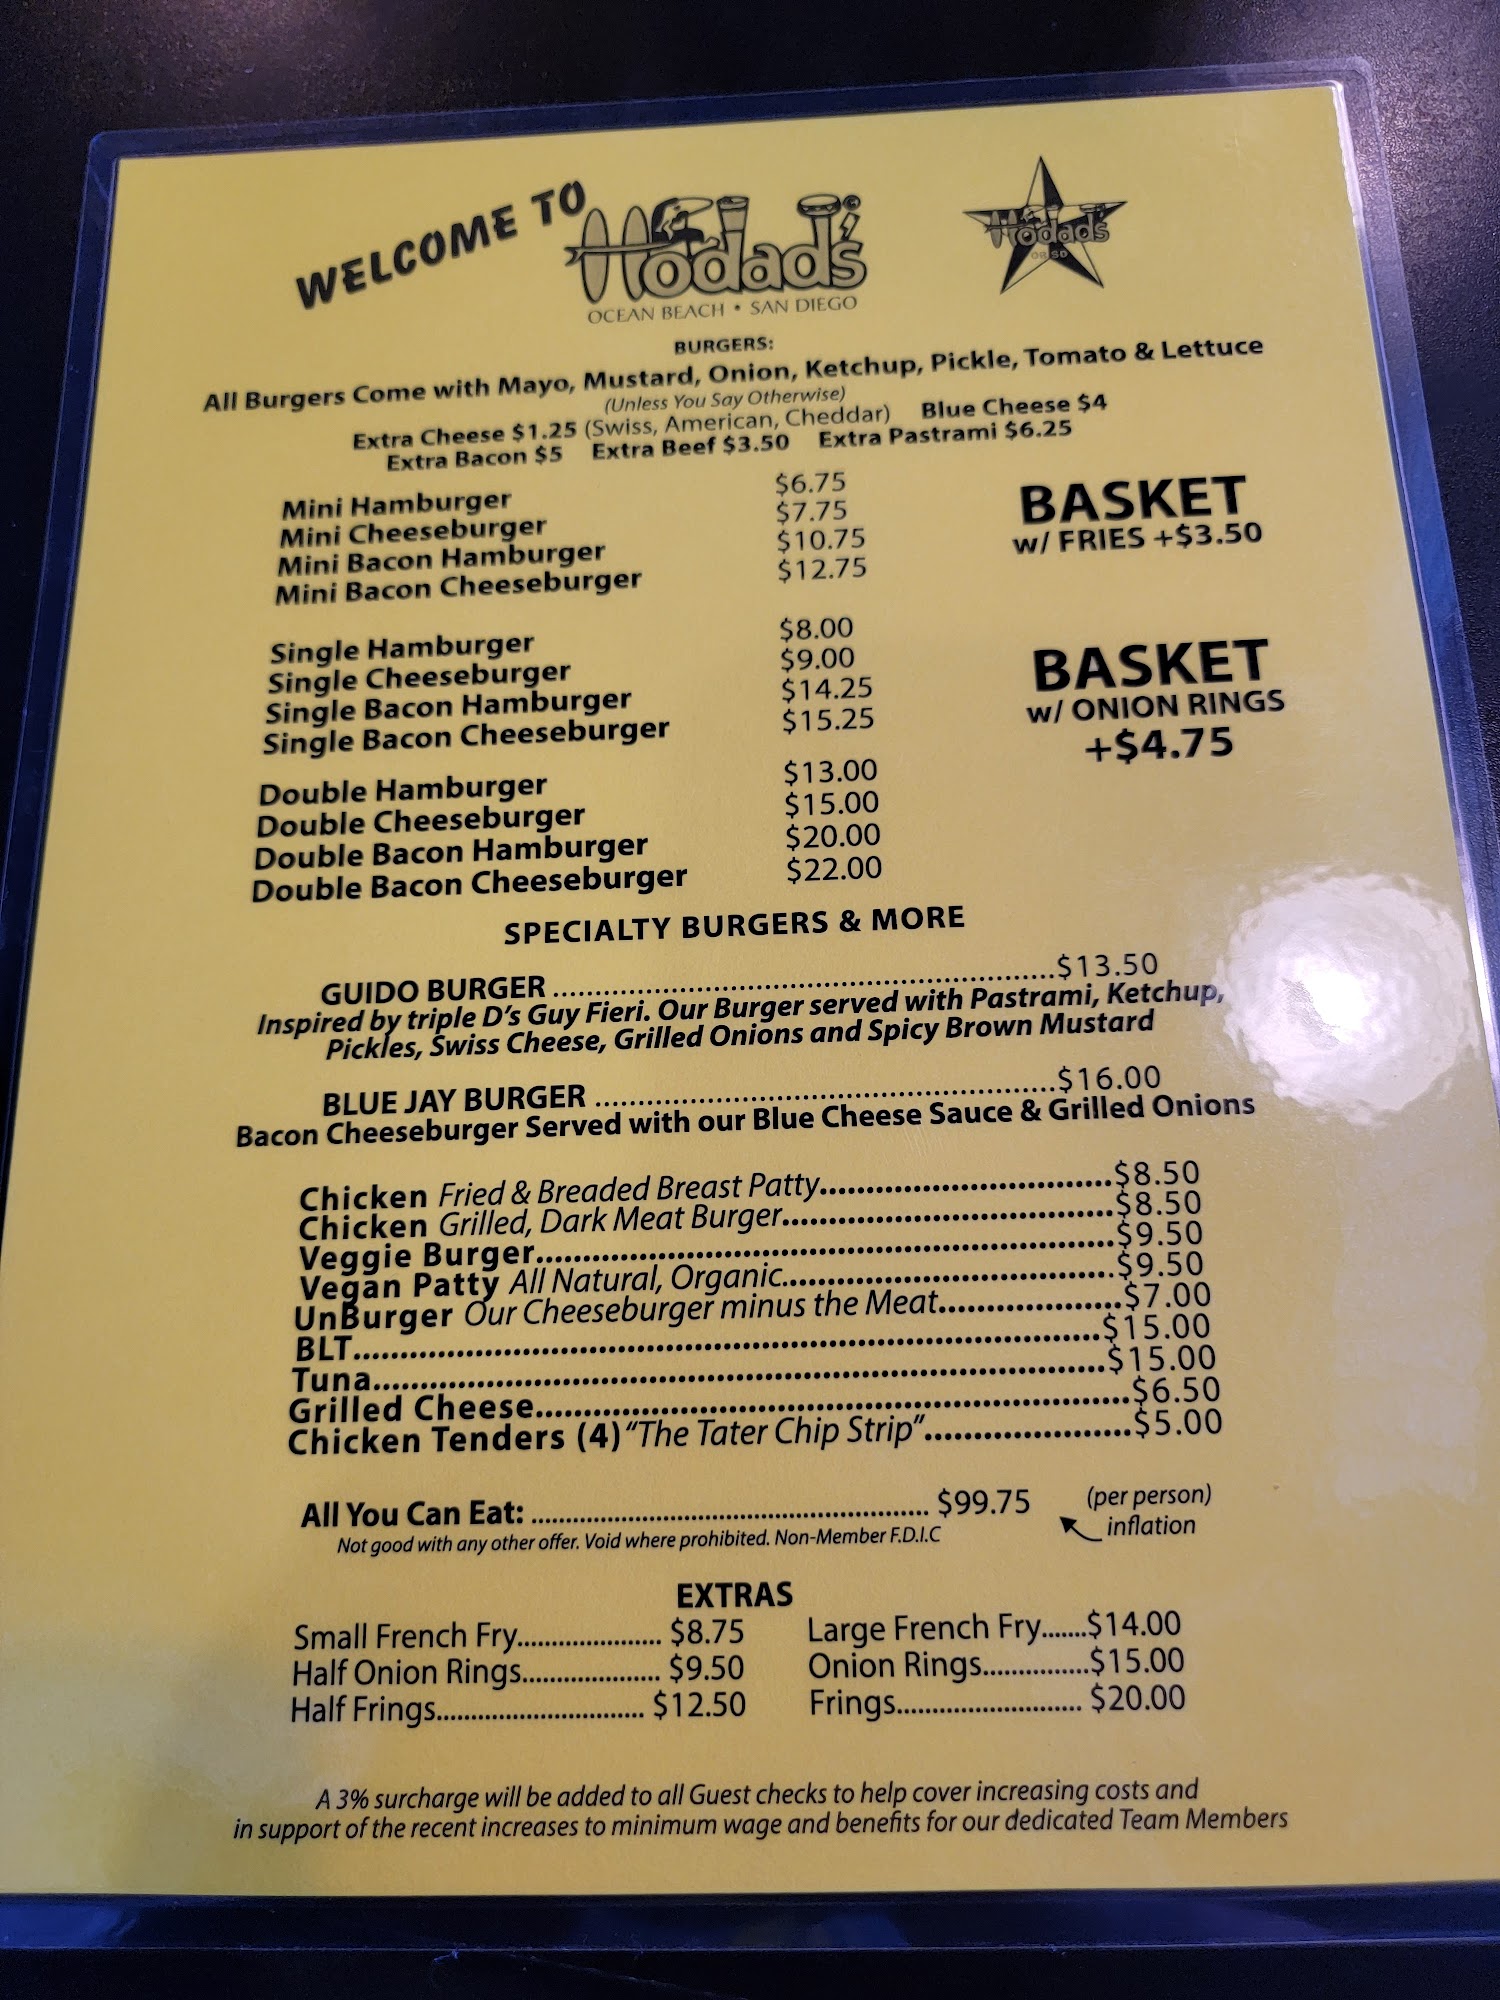 WELCOME TO Hodad's ©
OCEAN BEACH • SAN DIEGO
Hodads
OB SD
BURGERS:
All Burgers Come with Mayo, Mustard, Onion, Ketchup, Pickle, Tomato & Lettuce
(Unless You Say Otherwise)
Extra Cheese $1.25 (Swiss, American, Cheddar) Blue Cheese $4
Extra Bacon $5 Extra Beef $3.50 Extra Pastrami $6.25
Mini Hamburger $6.75
Mini Cheeseburger $7.75
Mini Bacon Hamburger $10.75
Mini Bacon Cheeseburger $12.75
BASKET
w/ FRIES +$3.50
Single Hamburger $8.00
Single Cheeseburger $9.00
Single Bacon Hamburger $14.25
Single Bacon Cheeseburger $15.25
BASKET
w/ ONION RINGS
+$4.75
Double Hamburger $13.00
Double Cheeseburger $15.00
Double Bacon Hamburger $20.00
Double Bacon Cheeseburger $22.00
SPECIALTY BURGERS & MORE
GUIDO BURGER ........................................................$13.50
Inspired by triple D's Guy Fieri. Our Burger served with Pastrami, Ketchup,
Pickles, Swiss Cheese, Grilled Onions and Spicy Brown Mustard
BLUE JAY BURGER ...................................................$16.00
Bacon Cheeseburger Served with our Blue Cheese Sauce & Grilled Onions
Chicken Fried & Breaded Breast Patty................................$8.50
Chicken Grilled, Dark Meat Burger....................................$8.50
Veggie Burger................................................................$9.50
Vegan Patty All Natural, Organic....................................$9.50
UnBurger Our Cheeseburger minus the Meat....................$7.00
BLT.................................................................................$15.00
Tuna...............................................................................$15.00
Grilled Cheese................................................................$6.50
Chicken Tenders (4) "The Tater Chip Strip"......................$5.00
All You Can Eat: .................................................... $99.75 (per person)
Not good with any other offer. Void where prohibited. Non-Member F.D.I.C
inflation
EXTRAS
Small French Fry..................... $8.75
Half Onion Rings.................... $9.50
Half Frings.............................. $12.50
Large French Fry.......$14.00
Onion Rings...............$15.00
Frings.......................... $20.00
A 3% surcharge will be added to all Guest checks to help cover increasing costs and
in support of the recent increases to minimum wage and benefits for our dedicated Team Members